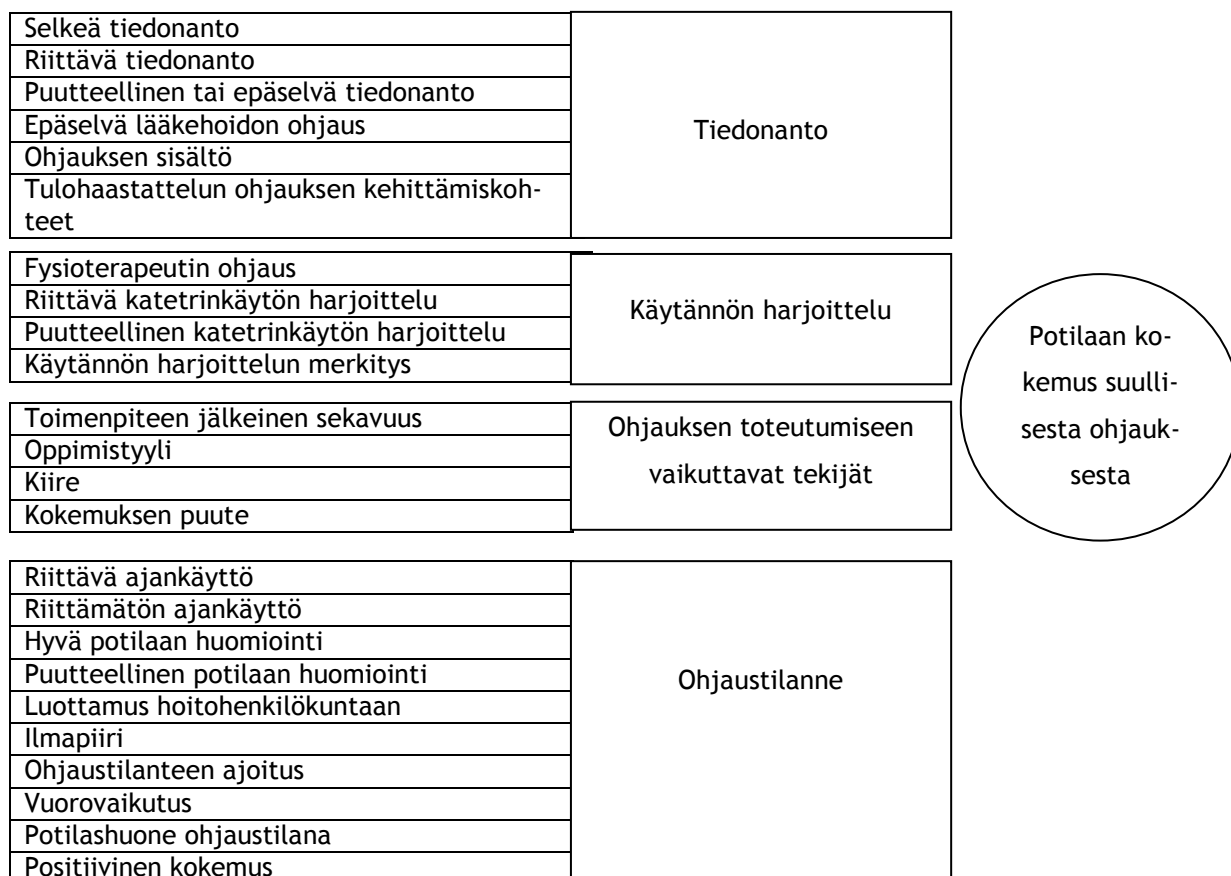 Selkeä tiedonanto
Riittävä tiedonanto
Puutteellinen tai epäselvä tiedonanto
Epäselvä lääkehoidon ohjaus
Ohjauksen sisältö
Tulohaastattelun ohjauksen kehittämiskoh-
teet
Tiedonanto
Fysioterapeutin ohjaus
Riittävä katetrinkäytön harjoittelu
Puutteellinen katetrinkäytön harjoittelu
Käytännön harjoittelun merkitys
Käytännön harjoittelu
Toimenpiteen jälkeinen sekavuus
Oppimistyyli
Kiire
Kokemuksen puute
Ohjauksen toteutumiseen
vaikuttavat tekijät
Riittävä ajankäyttö
Riittämätön ajankäyttö
Hyvä potilaan huomiointi
Puutteellinen potilaan huomiointi
Luottamus hoitohenkilökuntaan
Ilmapiiri
Ohjaustilanteen ajoitus
Vuorovaikutus
Potilashuone ohjaustilana
Positiivinen kokemus
Ohjaustilanne
Potilaan ko-
kemus suulli-
sesta ohjauk-
sesta